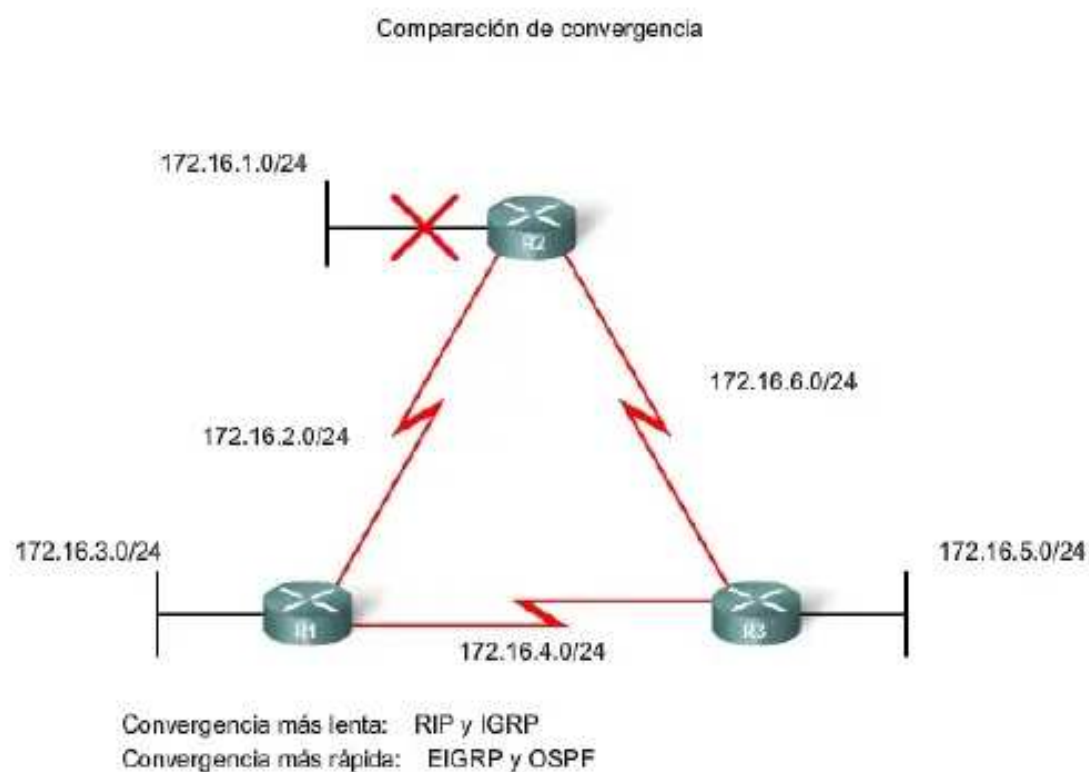 Comparación de convergencia
172.16.1.0/24
R2
172.16.6.0/24
172.16.2.0/24
172.16.3.0/24
172.16.5.0/24
R1
R3
172.16.4.0/24
Convergencia más lenta: RIP y IGRP
Convergencia más rápida: EIGRP y OSPF